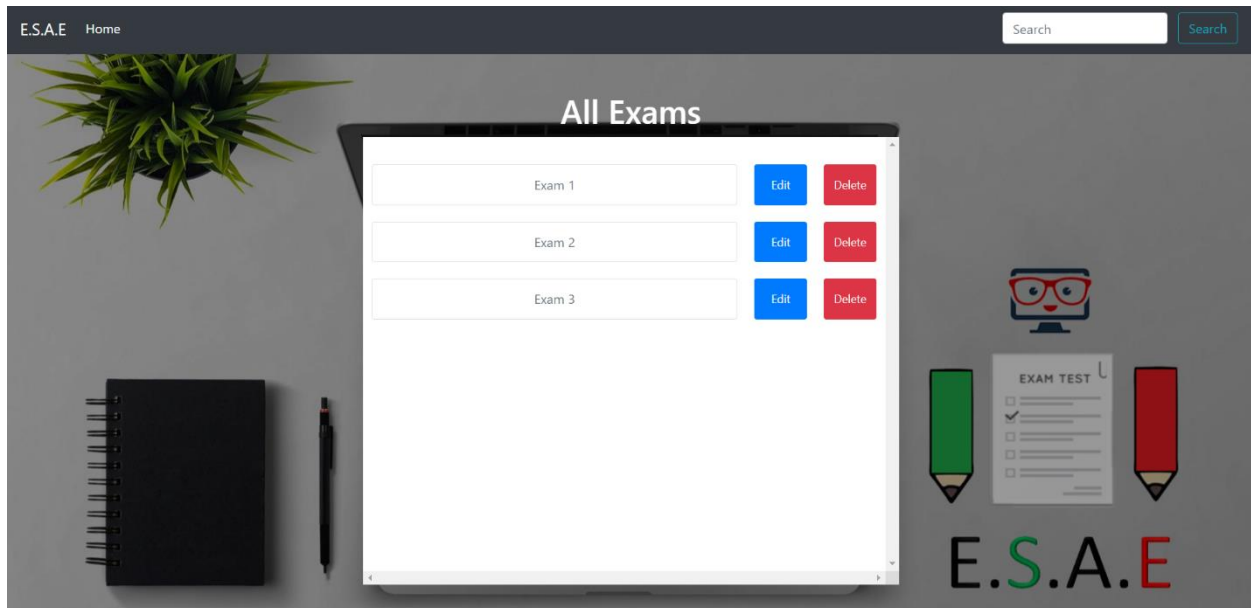 E.S.A.E Home Search Search
All Exams
Exam 1 Edit Delete
Exam 2 Edit Delete
Exam 3 Edit Delete
EXAM TEST
E.S.A.E